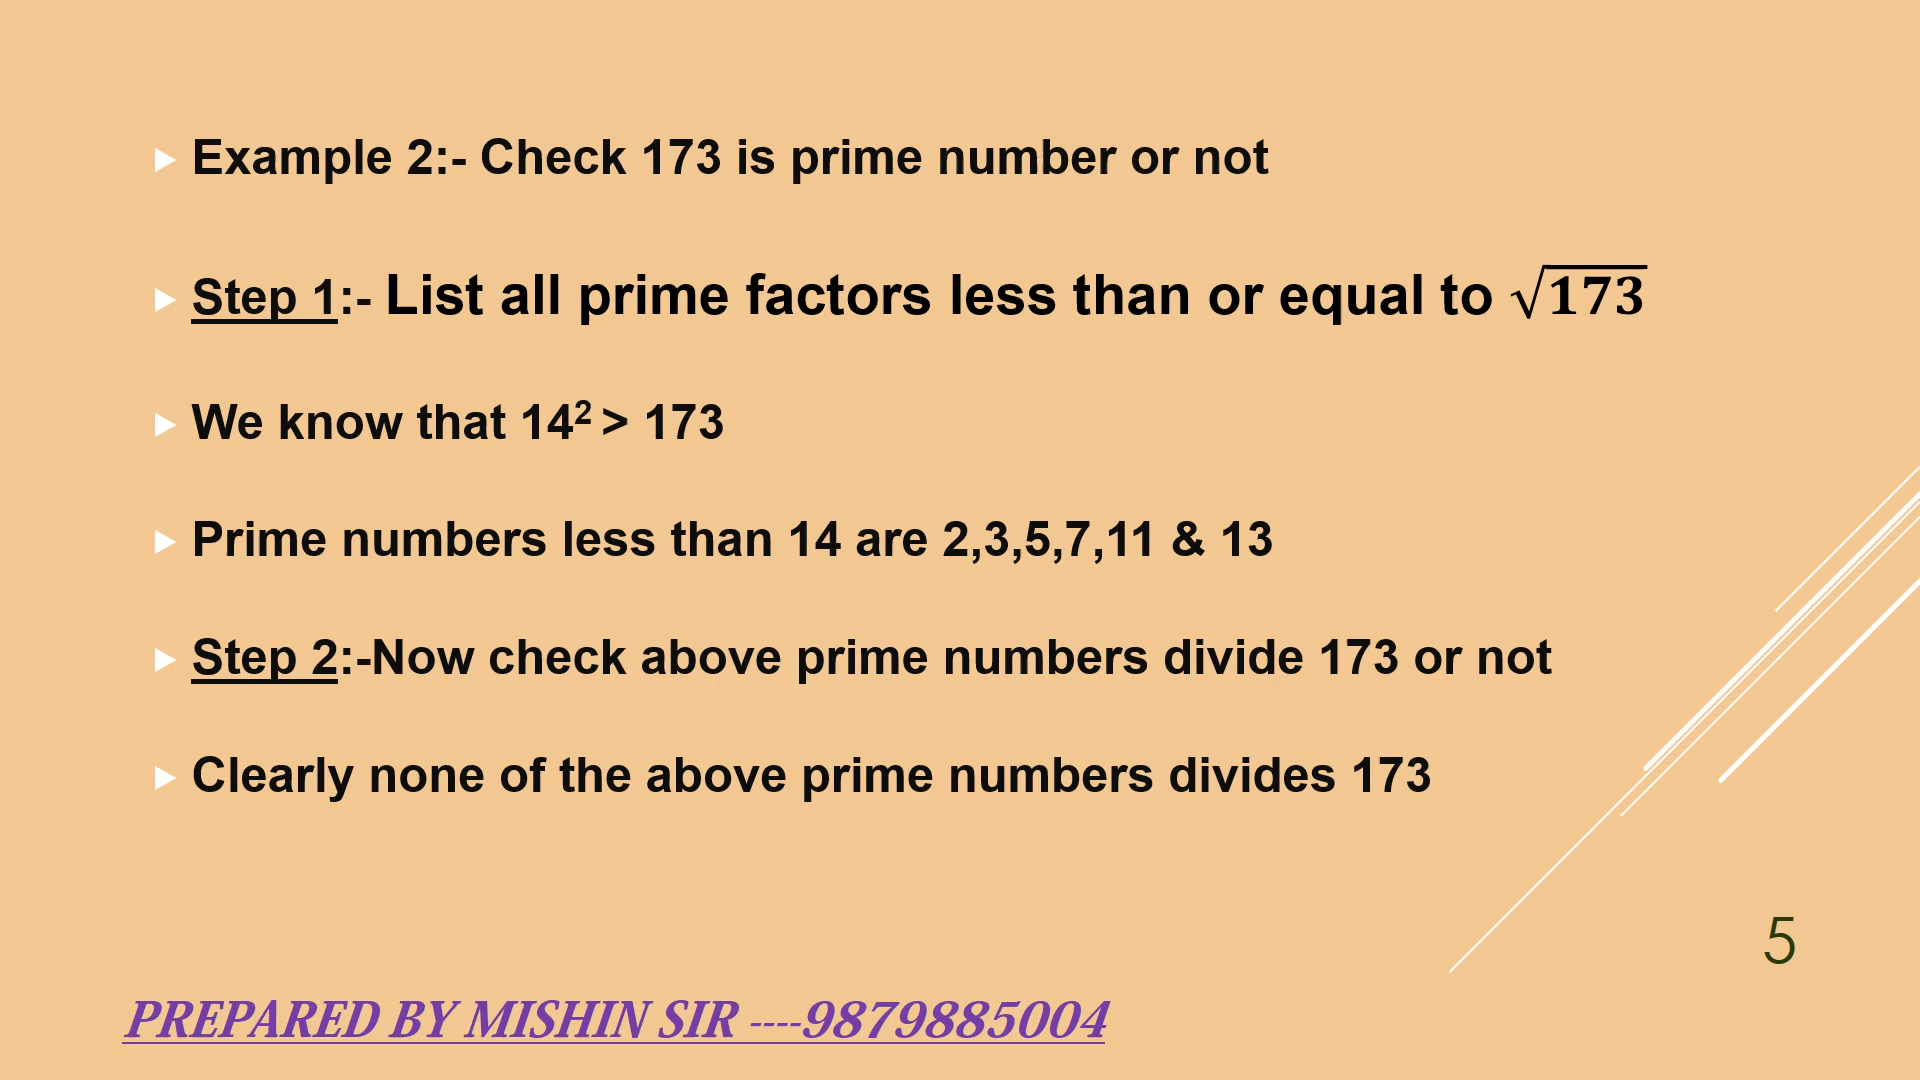 Example 2:- Check 173 is prime number or not
Step 1:- List all prime factors less than or equal to √173
We know that 14² > 173
Prime numbers less than 14 are 2,3,5,7,11 & 13
Step 2:-Now check above prime numbers divide 173 or not
Clearly none of the above prime numbers divides 173
5
PREPARED BY MISHIN SIR ----9879885004